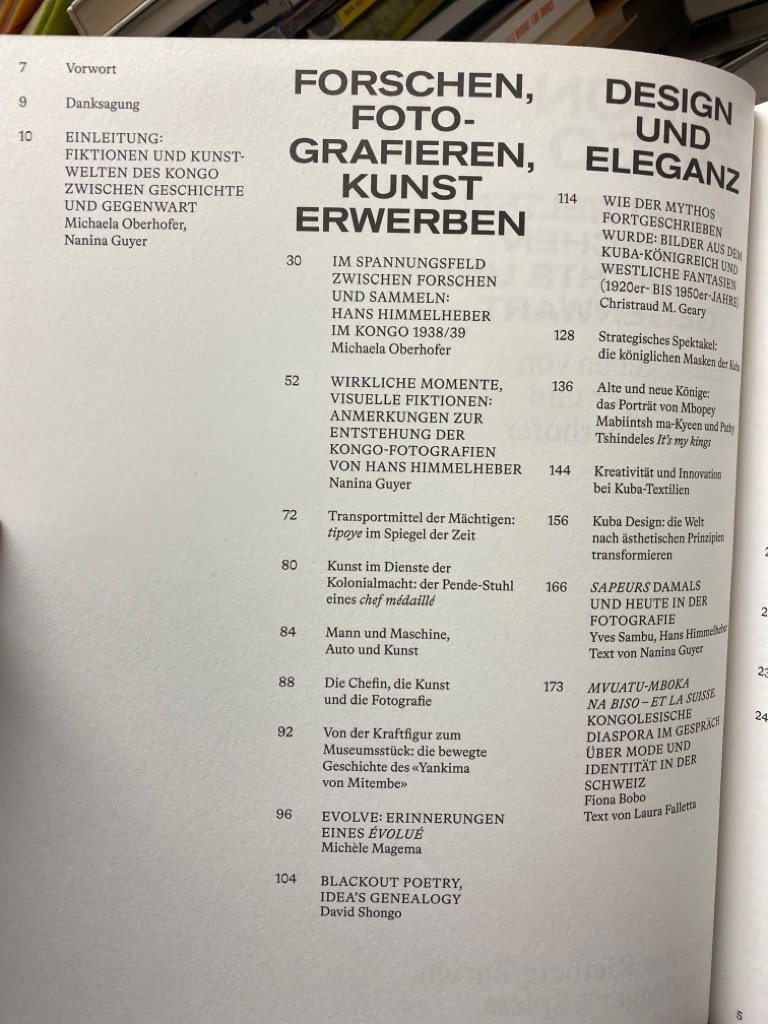 7 Vorwort
9 Danksagung
10 EINLEITUNG:
FIKTIONEN UND KUNST-
WELTEN DES KONGO
ZWISCHEN GESCHICHTE
UND GEGENWART
Michaela Oberhofer,
Nanina Guyer
FORSCHEN,
FOTO-
GRAFIEREN,
KUNST
ERWERBEN
30 IM SPANNUNGSFELD
ZWISCHEN FORSCHEN
UND SAMMELN:
HANS HIMMELHEBER
IM KONGO 1938/39
Michaela Oberhofer
52 WIRKLICHE MOMENTE,
VISUELLE FIKTIONEN:
ANMERKUNGEN ZUR
ENTSTEHUNG DER
KONGO-FOTOGRAFIEN
VON HANS HIMMELHEBER
Nanina Guyer
72 Transportmittel der Mächtigen:
tipoye im Spiegel der Zeit
80 Kunst im Dienste der
Kolonialmacht: der Pende-Stuhl
eines chef médaillé
84 Mann und Maschine,
Auto und Kunst
88 Die Chefin, die Kunst
und die Fotografie
92 Von der Kraftfigur zum
Museumsstück: die bewegte
Geschichte des «Yankima
von Mitembe»
96 EVOLVE: ERINNERUNGEN
EINES ÉVOLUÉ
Michèle Magema
104 BLACKOUT POETRY,
IDEA'S GENEALOGY
David Shongo
DESIGN
UND
ELEGANZ
114 WIE DER MYTHOS
FORTGESCHRIEBEN
WURDE: BILDER AUS DEM
KUBA-KÖNIGREICH UND
WESTLICHE FANTASIEN
(1920er- BIS 1950er-JAHRE)
Christraud M. Geary
128 Strategisches Spektakel:
die königlichen Masken der Kuba
136 Alte und neue Könige:
das Porträt von Mbopey
Mabiintsh ma-Kyeen und Pathy
Tshindeles It's my kings
144 Kreativität und Innovation
bei Kuba-Textilien
156 Kuba Design: die Welt
nach ästhetischen Prinzipien
transformieren
166 SAPEURS DAMALS
UND HEUTE IN DER
FOTOGRAFIE
Yves Sambu, Hans Himmelheber
Text von Nanina Guyer
173 MVUATU-MBOKA
NA BISO – ET LA SUISSE.
KONGOLESISCHE
DIASPORA IM GESPRÄCH
ÜBER MODE UND
IDENTITÄT IN DER
SCHWEIZ
Fiona Bobo
Text von Laura Falletta
5